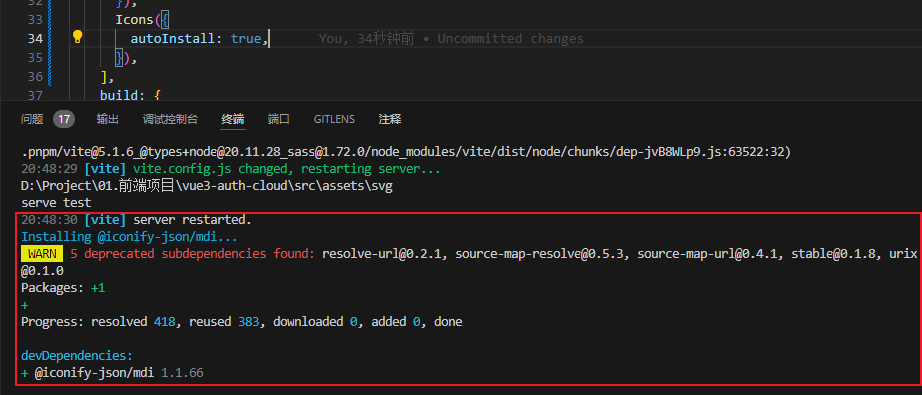 32 }),
33 Icons({
34 autoInstall: true, You, 34秒钟前 • Uncommitted changes
35 }),
36 ],
37 build: {
问题 17 输出 调试控制台 终端 端口 GITLENS 注释
.pnpm/vite@5.1.6_@types+node@20.11.28_sass@1.72.0/node_modules/vite/dist/node/chunks/dep-jvB8WLp9.js:63522:32)
20:48:29 [vite] vite.config.js changed, restarting server...
D:\Project\01.前端项目\vue3-auth-cloud\src\assets\svg
serve test
20:48:30 [vite] server restarted.
Installing @iconify-json/mdi...
WARN 5 deprecated subdependencies found: resolve-url@0.2.1, source-map-resolve@0.5.3, source-map-url@0.4.1, stable@0.1.8, urix
@0.1.0
Packages: +1
+
Progress: resolved 418, reused 383, downloaded 0, added 0, done
devDependencies:
+ @iconify-json/mdi 1.1.66